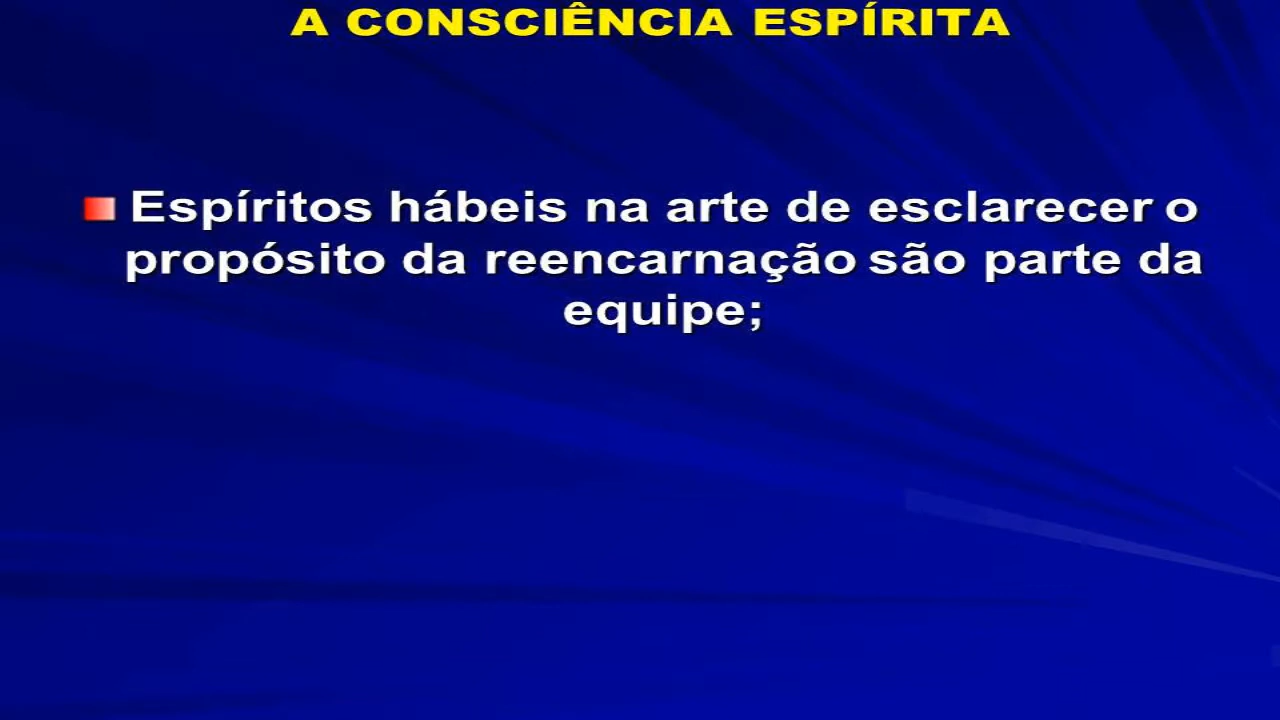 A CONSCIÊNCIA ESPÍRITA
Espíritos hábeis na arte de esclarecer o
propósito da reencarnação são parte da
equipe;